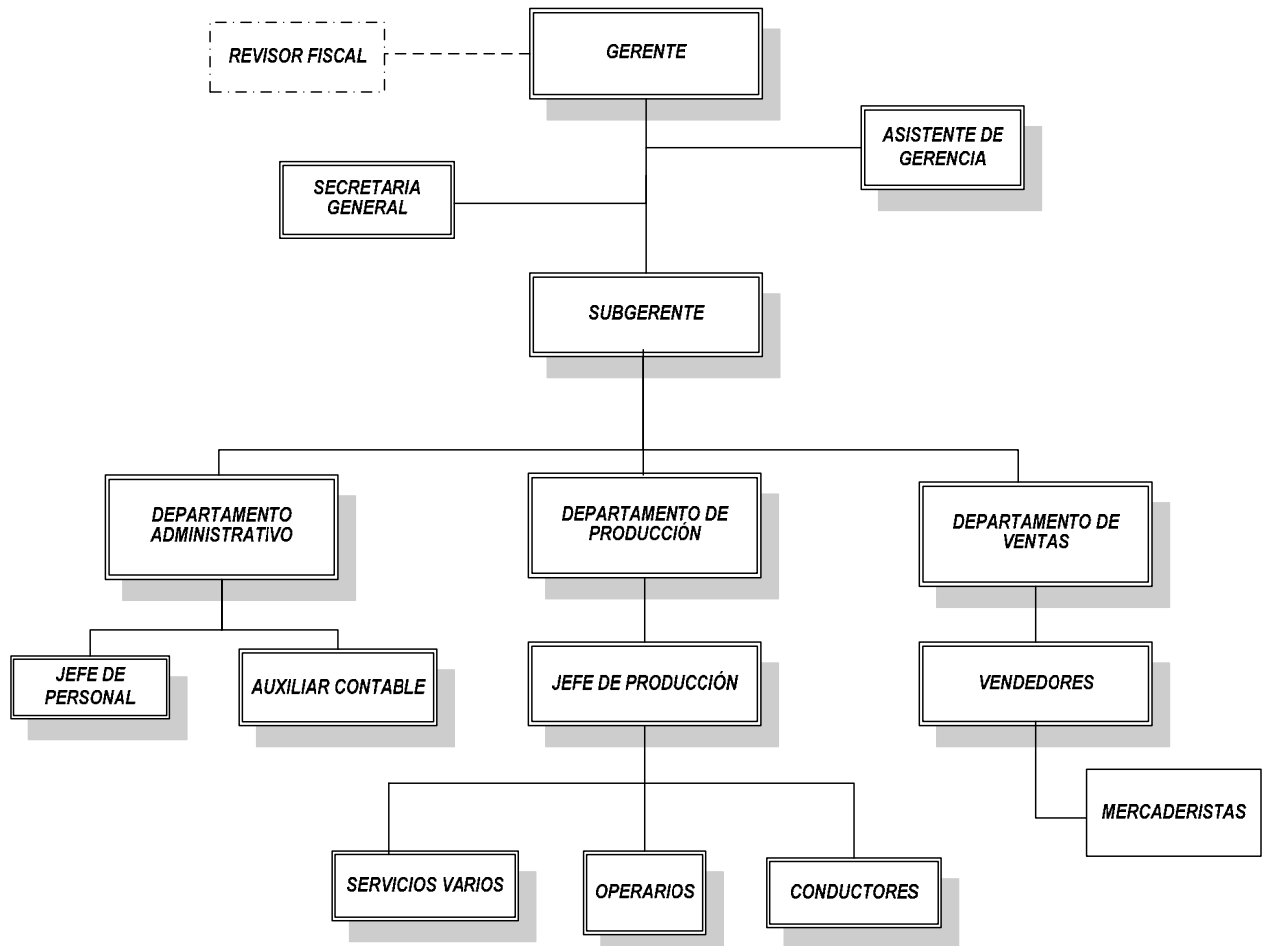 REVISOR FISCAL
GERENTE
ASISTENTE DE
GERENCIA
SECRETARIA
GENERAL
SUBGERENTE
DEPARTAMENTO
ADMINISTRATIVO
DEPARTAMENTO DE
PRODUCCIÓN
DEPARTAMENTO DE
VENTAS
JEFE DE
PERSONAL
AUXILIAR CONTABLE
JEFE DE PRODUCCIÓN
VENDEDORES
MERCADERISTAS
SERVICIOS VARIOS
OPERARIOS
CONDUCTORES